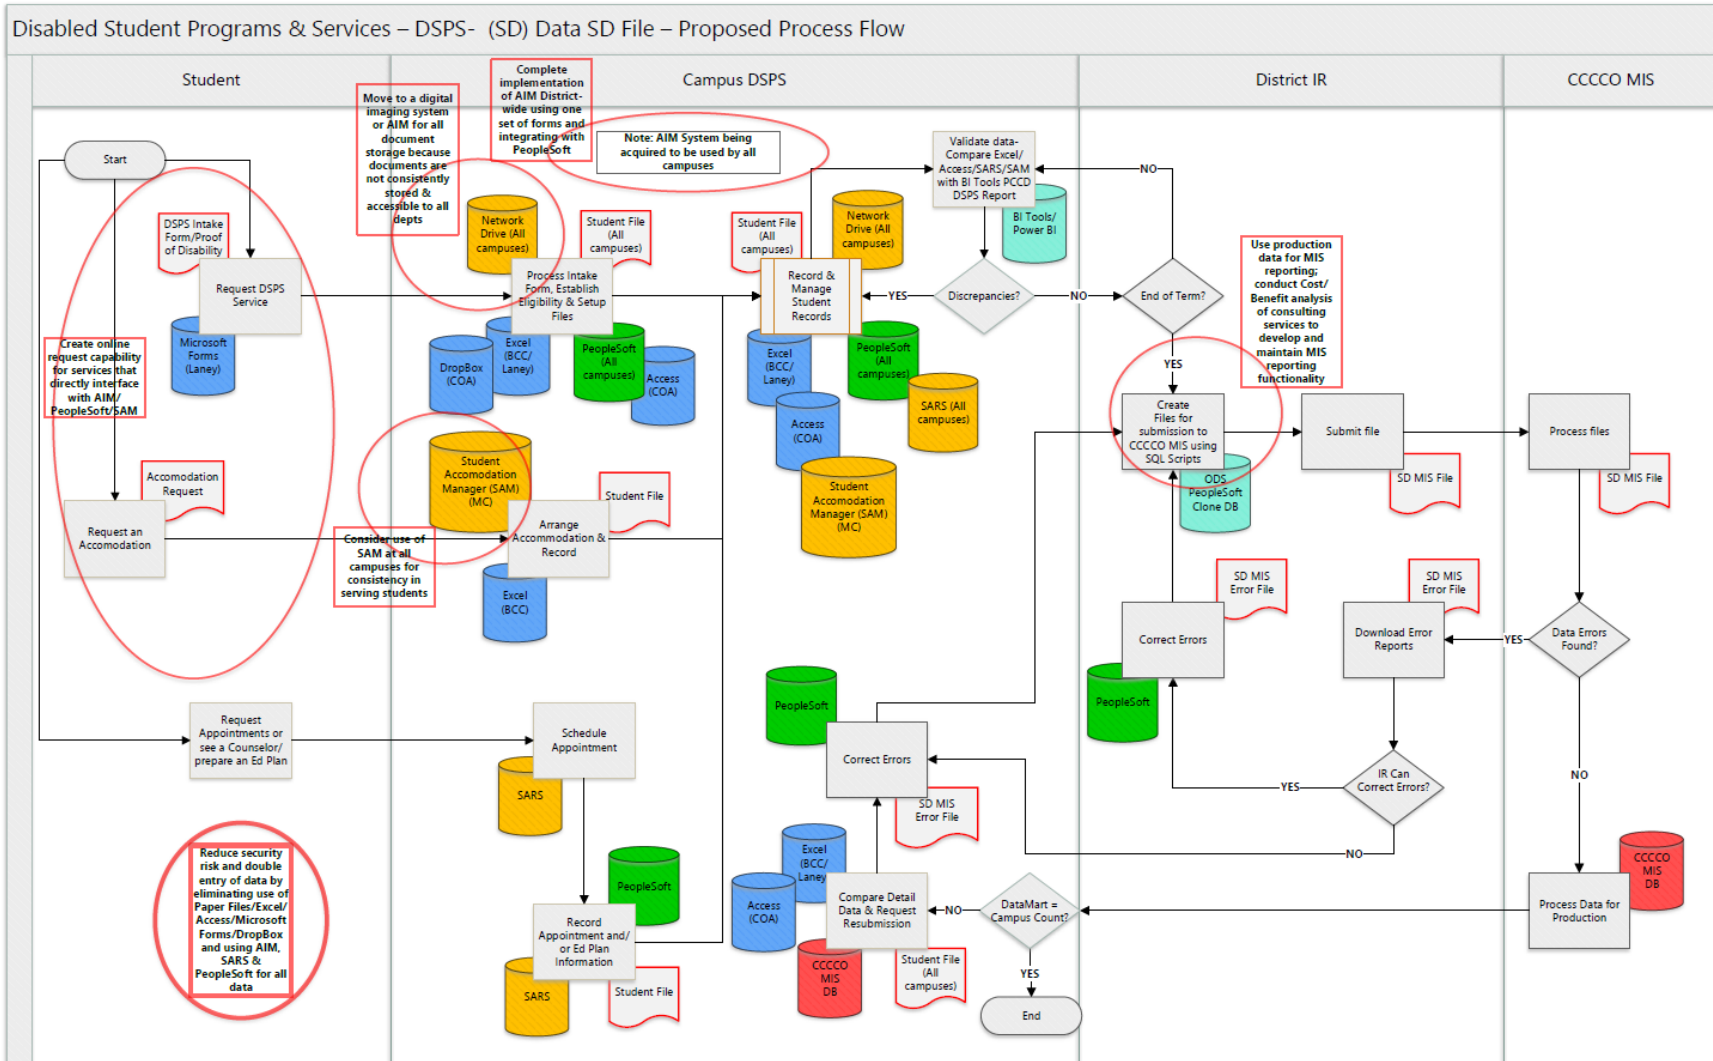 Disabled Student Programs & Services – DSPS- (SD) Data SD File – Proposed Process Flow
Student
Campus DSPS
District IR
CCCCO MIS
Start
Move to a digital
imaging system
or AIM for all
document
storage because
documents are
not consistently
stored &
accessible to all
depts
Complete
implementation
of AIM District-
wide using one
set of forms and
integrating with
PeopleSoft
Note: AIM System being
acquired to be used by all
campuses
Validate data-
Compare Excel/
Access/SARS/SAM
with BI Tools PCCD
DSPS Report
NO
BI Tools/
Power BI
DSPS Intake
Form/Proof
of Disability
Request DSPS
Service
Microsoft
Forms
(Laney)
Create online
request capability
for services that
directly interface
with AIM/
PeopleSoft/SAM
Network
Drive (All
campuses)
Student File
(All
campuses)
Process Intake
Form, Establish
Eligibility & Setup
Files
DropBox
(COA)
Excel
(BCC/
Laney)
PeopleSoft
(All
campuses)
Access
(COA)
Student File
(All
campuses)
Network
Drive (All
campuses)
Record &
Manage
Student
Records
YES
Discrepancies?
NO
End of Term?
YES
Excel
(BCC/
Laney)
PeopleSoft
(All
campuses)
Access
(COA)
SARS (All
campuses)
Student
Accomodation
Manager (SAM)
(MC)
Use production
data for MIS
reporting;
conduct Cost/
Benefit analysis
of consulting
services to
develop and
maintain MIS
reporting
functionality
Create
Files for
submission to
CCCCO MIS using
SQL Scripts
ODS
PeopleSoft
Clone DB
Submit file
SD MIS File
Process files
SD MIS File
Accomodation
Request
Request an
Accomodation
Student
Accomodation
Manager (SAM)
(MC)
Student File
Arrange
Accommodation &
Record
Consider use of
SAM at all
campuses for
consistency in
serving students
Excel
(BCC)
SD MIS
Error File
Correct Errors
PeopleSoft
SD MIS
Error File
Download Error
Reports
YES
Data Errors
Found?
NO
IR Can
Correct Errors?
YES
NO
Request
Appointments or
see a Counselor/
prepare an Ed Plan
Schedule
Appointment
SARS
PeopleSoft
Correct Errors
SD MIS
Error File
Reduce security
risk and double
entry of data by
eliminating use of
Paper Files/Excel/
Access/Microsoft
Forms/DropBox
and using AIM,
SARS &
PeopleSoft for all
data
PeopleSoft
Record
Appointment and/
or Ed Plan
Information
SARS
Student File
Excel
(BCC/
Laney)
Access
(COA)
Compare Detail
Data & Request
Resubmission
CCCCO
MIS
DB
Student File
(All
campuses)
NO
DataMart =
Campus Count?
YES
End
CCCCO
MIS
DB
Process Data for
Production